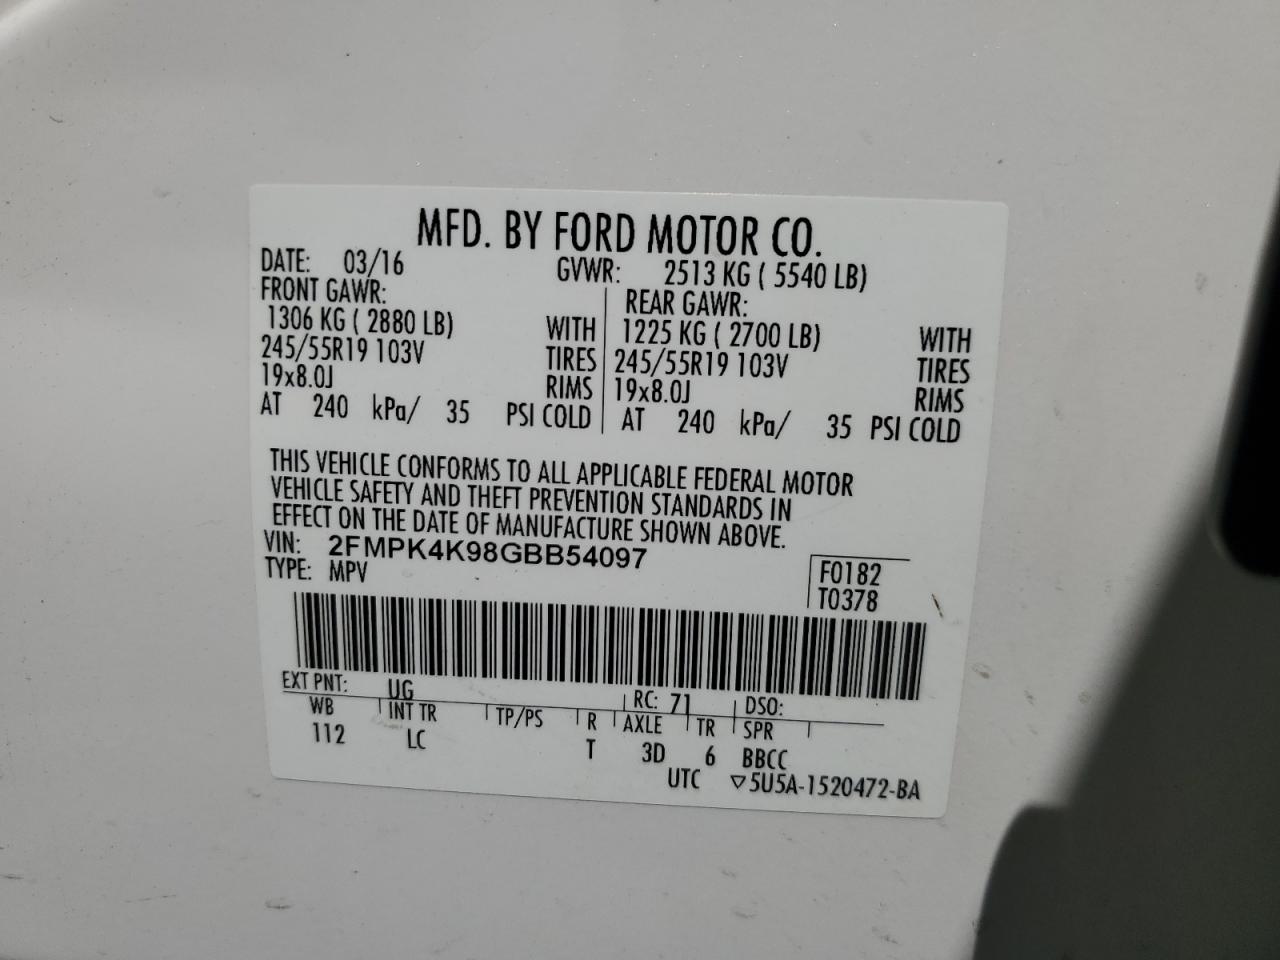 MFD. BY FORD MOTOR CO.
DATE: 03/16 GVWR: 2513 KG ( 5540 LB)
FRONT GAWR: REAR GAWR:
1306 KG ( 2880 LB) WITH 1225 KG ( 2700 LB) WITH
245/55R19 103V TIRES 245/55R19 103V TIRES
19x8.0J RIMS 19x8.0J RIMS
AT 240 kPa/ 35 PSI COLD AT 240 kPa/ 35 PSI COLD
THIS VEHICLE CONFORMS TO ALL APPLICABLE FEDERAL MOTOR
VEHICLE SAFETY AND THEFT PREVENTION STANDARDS IN
EFFECT ON THE DATE OF MANUFACTURE SHOWN ABOVE.
VIN: 2FMPK4K98GBB54097
TYPE: MPV
F0182
T0378
EXT PNT: UG RC: 71 DSO:
WB INT TR TP/PS R AXLE TR SPR
112 LC T 3D 6 BBCC
UTC ▽5U5A-1520472-BA